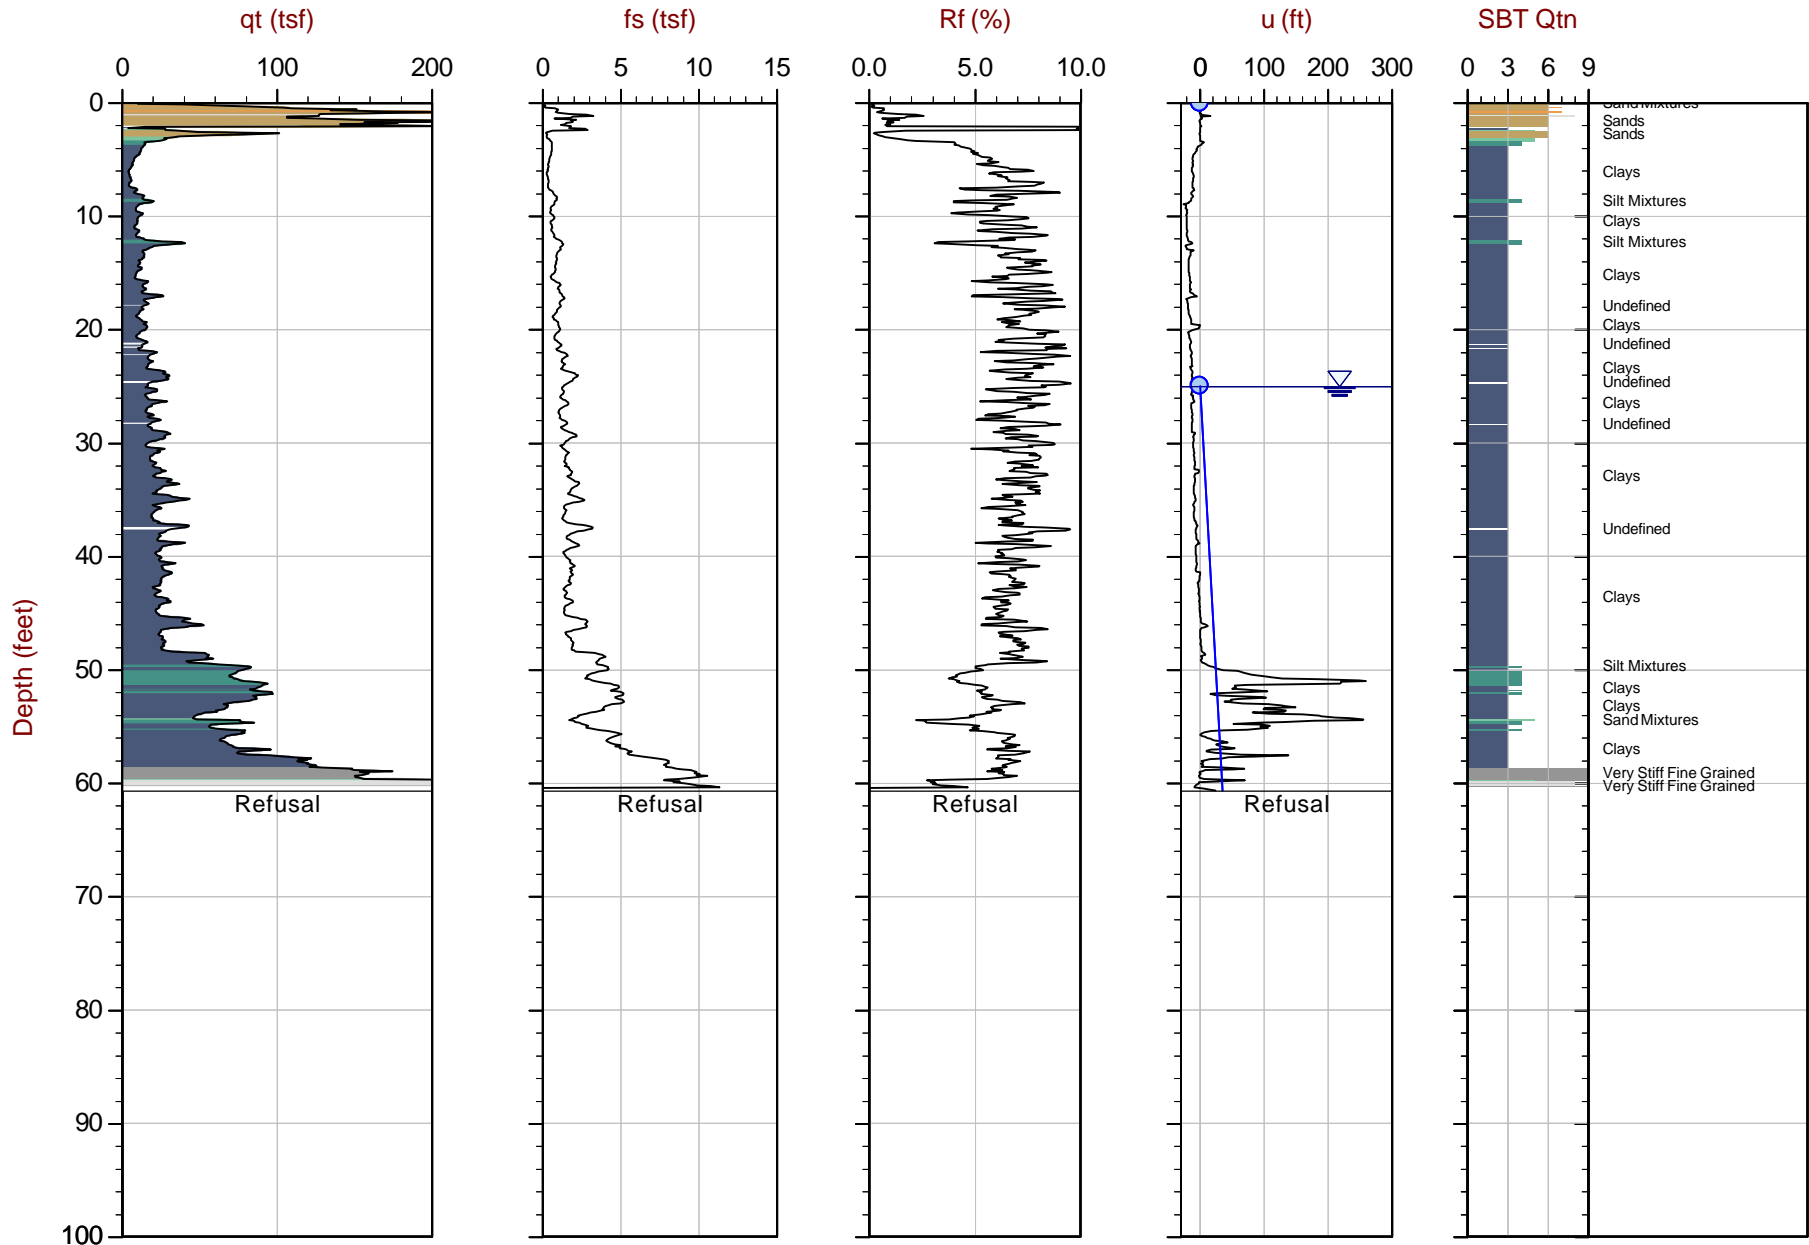 qt (tsf) fs (tsf) Rf (%) u (ft) SBT Qtn
0 100 200 0 5 10 15 0.0 5.0 10.0 0 100 200 300 0 3 6 9
0
10
20
30
40
50
60
70
80
90
100
Depth (feet)
Sand Mixtures
Sands
Sands
Clays
Silt Mixtures
Clays
Silt Mixtures
Clays
Undefined
Clays
Undefined
Clays
Undefined
Clays
Undefined
Clays
Undefined
Clays
Silt Mixtures
Clays
Clays
Sand Mixtures
Clays
Very Stiff Fine Grained
Very Stiff Fine Grained
Refusal Refusal Refusal Refusal